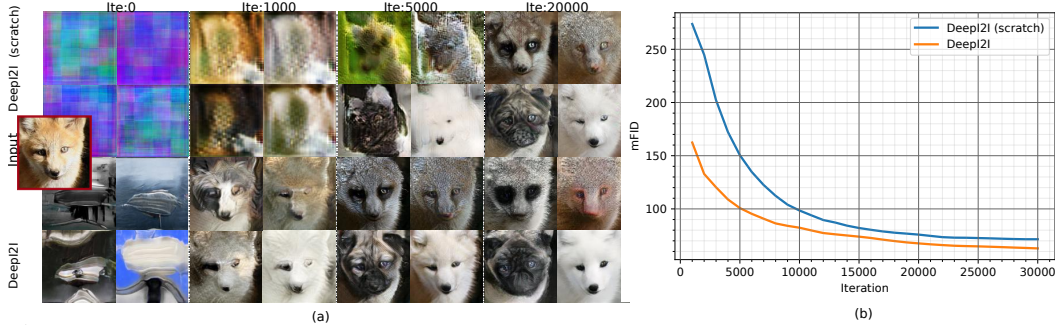 Ite:0
Ite:1000
Ite:5000
Ite:20000
DeepI2I (scratch)
Input
DeepI2I
(a)
mFID
250
200
150
100
DeepI2I (scratch)
DeepI2I
0
5000
10000
15000
20000
25000
30000
Iteration
(b)